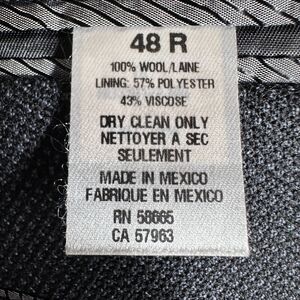 48 R
100% WOOL/LAINE
LINING: 57% POLYESTER
43% VISCOSE
DRY CLEAN ONLY
NETTOYER A SEC
SEULEMENT
MADE IN MEXICO
FABRIQUE EN MEXICO
RN 58665
CA 57963